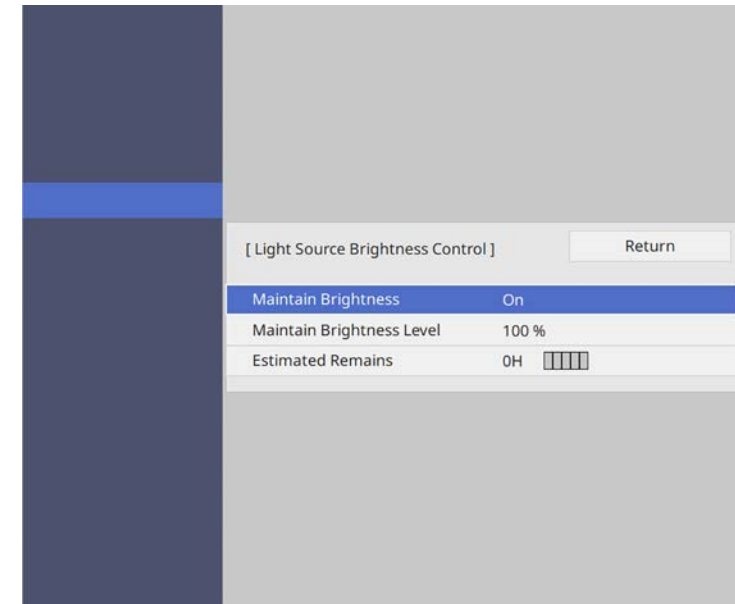 [ Light Source Brightness Control ] Return
Maintain Brightness On
Maintain Brightness Level 100 %
Estimated Remains 0H